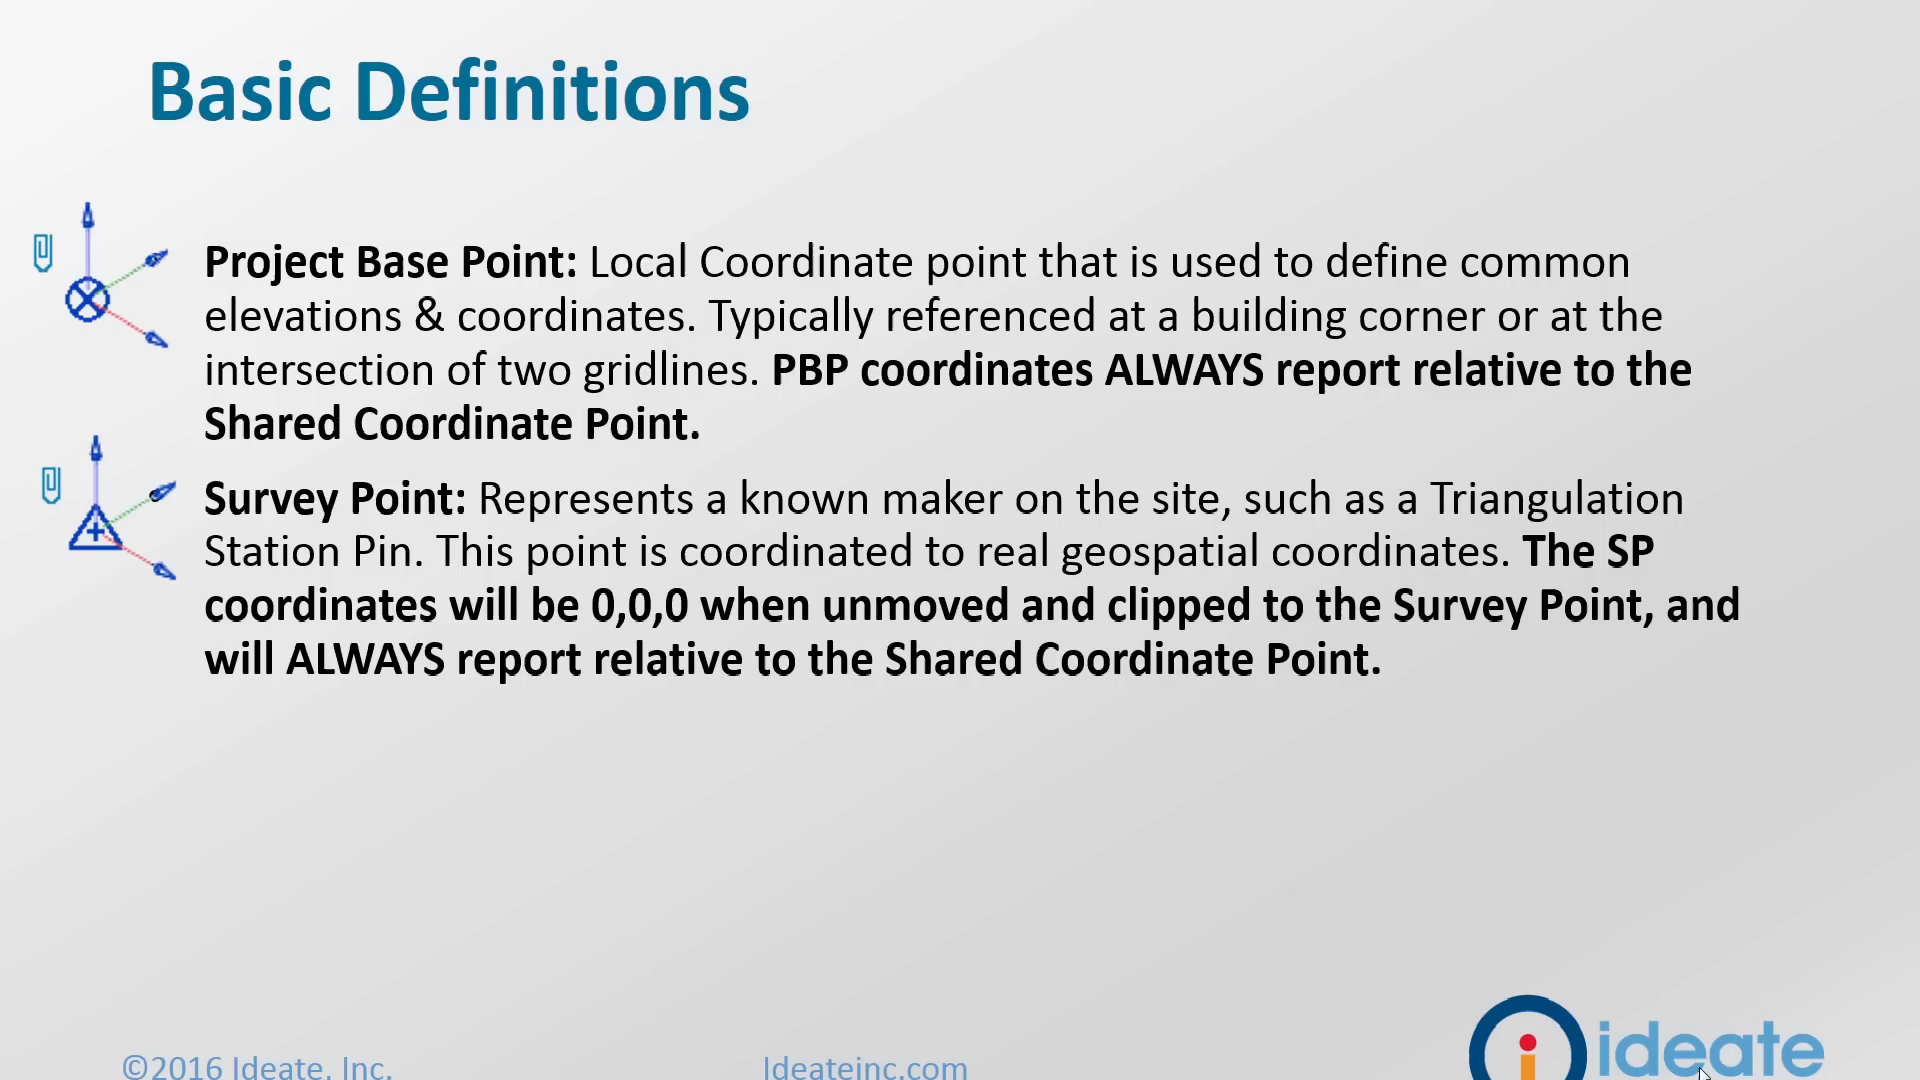 Basic Definitions
Project Base Point: Local Coordinate point that is used to define common
elevations & coordinates. Typically referenced at a building corner or at the
intersection of two gridlines. PBP coordinates ALWAYS report relative to the
Shared Coordinate Point.
Survey Point: Represents a known maker on the site, such as a Triangulation
Station Pin. This point is coordinated to real geospatial coordinates. The SP
coordinates will be 0,0,0 when unmoved and clipped to the Survey Point, and
will ALWAYS report relative to the Shared Coordinate Point.
©2016 Ideate, Inc.
Ideateinc.com
ideate